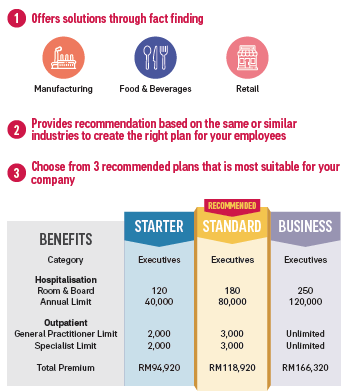 1 Offers solutions through fact finding
Manufacturing Food & Beverages Retail
2 Provides recommendation based on the same or similar
industries to create the right plan for your employees
3 Choose from 3 recommended plans that is most suitable for your
company
RECOMMENDED
BENEFITS STARTER STANDARD BUSINESS
Category Executives Executives Executives
Hospitalisation
Room & Board 120 180 250
Annual Limit 40,000 80,000 120,000
Outpatient
General Practitioner Limit 2,000 3,000 Unlimited
Specialist Limit 2,000 3,000 Unlimited
Total Premium RM94,920 RM118,920 RM166,320